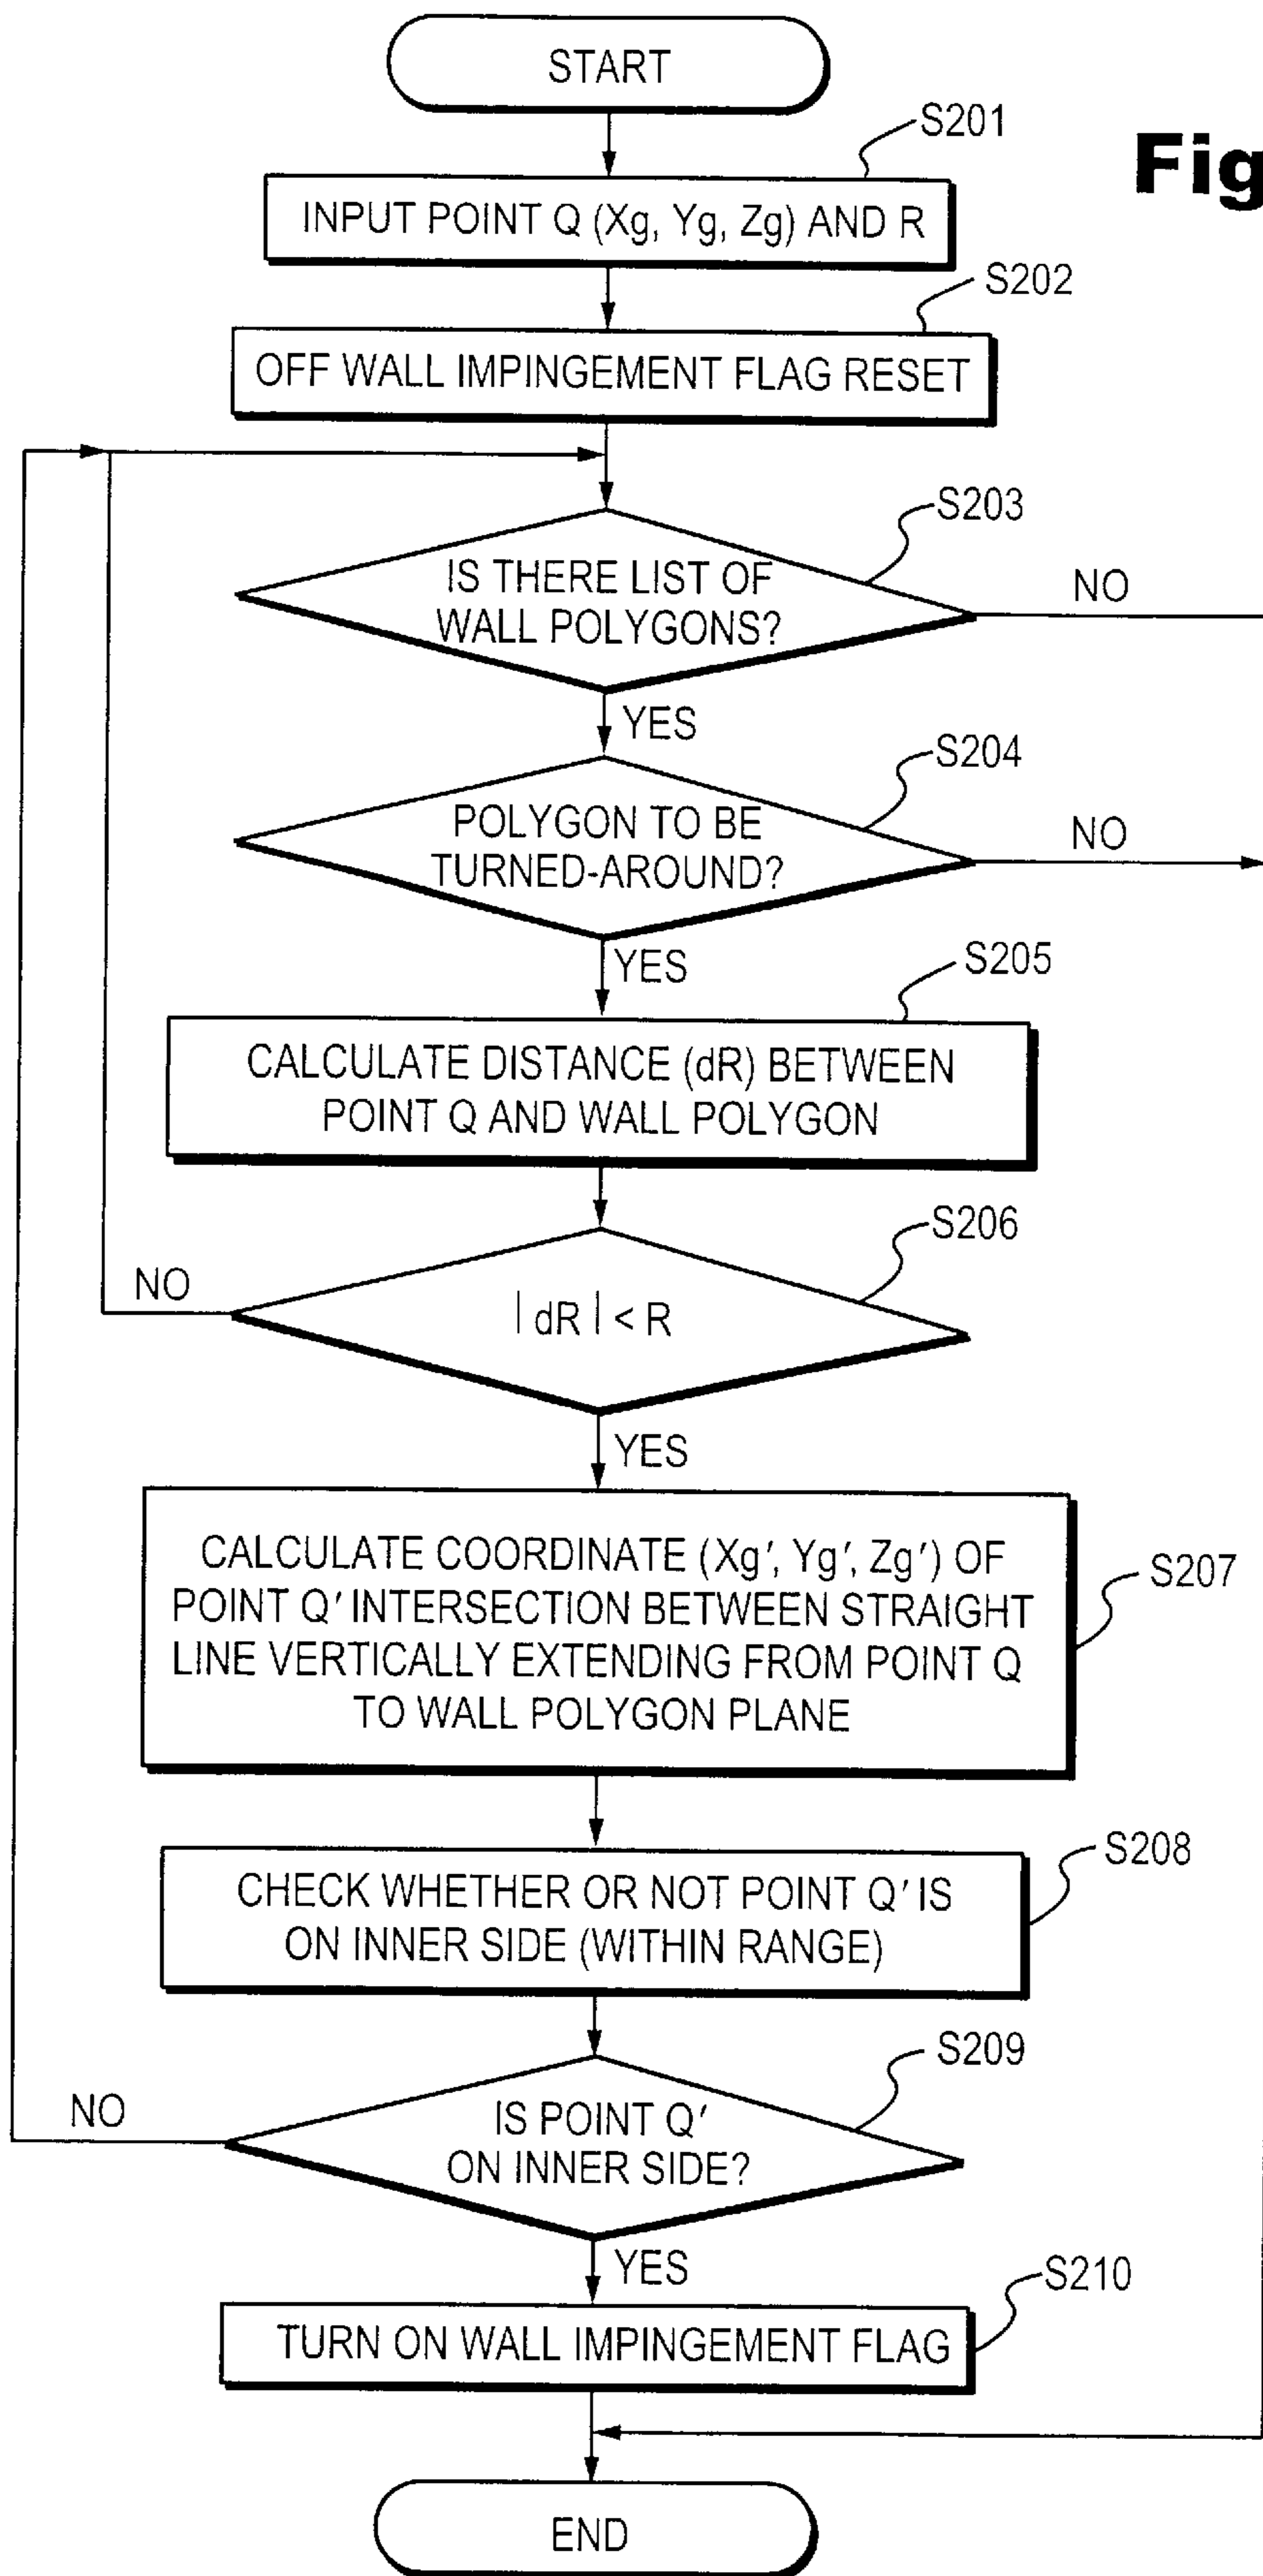 START
S201
Fig
INPUT POINT Q (Xg, Yg, Zg) AND R
S202
OFF WALL IMPINGEMENT FLAG RESET
S203
IS THERE LIST OF
WALL POLYGONS?
NO
YES
S204
POLYGON TO BE
TURNED-AROUND?
NO
YES
S205
CALCULATE DISTANCE (dR) BETWEEN
POINT Q AND WALL POLYGON
S206
NO
| dR | < R
YES
CALCULATE COORDINATE (Xg′, Yg′, Zg′) OF
POINT Q′ INTERSECTION BETWEEN STRAIGHT
LINE VERTICALLY EXTENDING FROM POINT Q
TO WALL POLYGON PLANE
S207
S208
CHECK WHETHER OR NOT POINT Q′ IS
ON INNER SIDE (WITHIN RANGE)
S209
NO
IS POINT Q′
ON INNER SIDE?
YES
S210
TURN ON WALL IMPINGEMENT FLAG
END